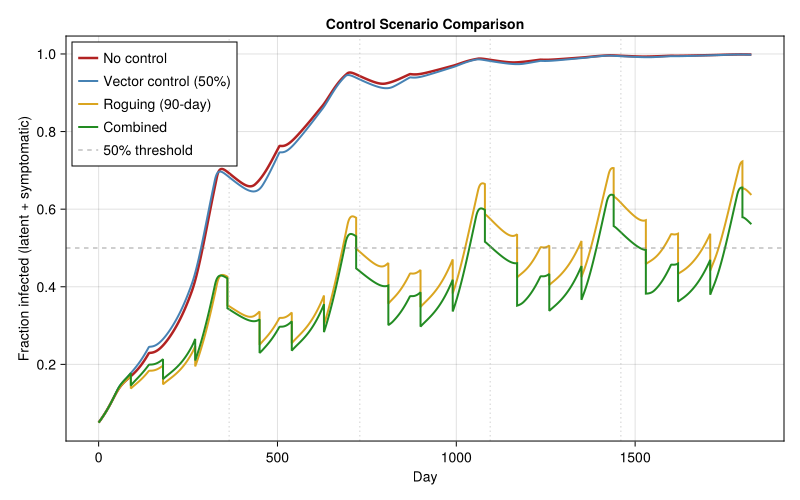 Control Scenario Comparison
Fraction infected (latent + symptomatic)
1.0
0.8
0.6
0.4
0.2
No control
Vector control (50%)
Roguing (90-day)
Combined
50% threshold
0
500
1000
1500
Day